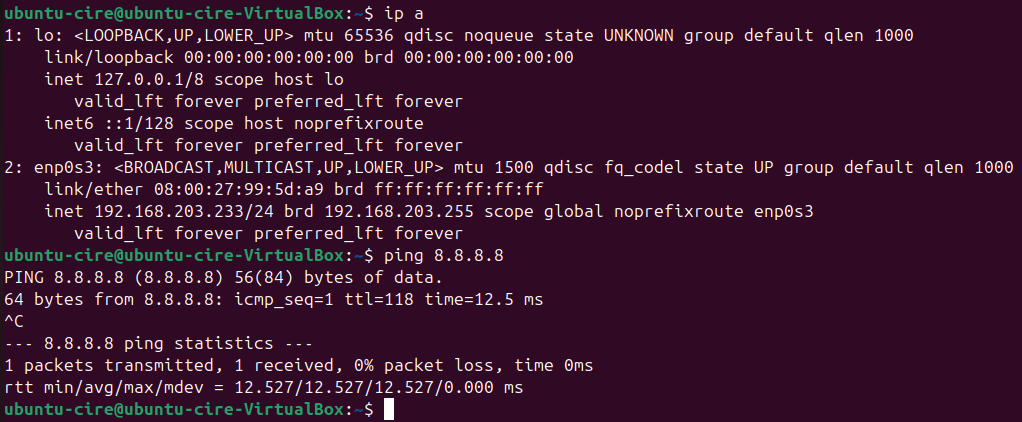 ubuntu-cire@ubuntu-cire-VirtualBox:~$ ip a
1: lo: <LOOPBACK,UP,LOWER_UP> mtu 65536 qdisc noqueue state UNKNOWN group default qlen 1000
    link/loopback 00:00:00:00:00:00 brd 00:00:00:00:00:00
    inet 127.0.0.1/8 scope host lo
       valid_lft forever preferred_lft forever
    inet6 ::1/128 scope host noprefixroute
       valid_lft forever preferred_lft forever
2: enp0s3: <BROADCAST,MULTICAST,UP,LOWER_UP> mtu 1500 qdisc fq_codel state UP group default qlen 1000
    link/ether 08:00:27:99:5d:a9 brd ff:ff:ff:ff:ff:ff
    inet 192.168.203.233/24 brd 192.168.203.255 scope global noprefixroute enp0s3
       valid_lft forever preferred_lft forever
ubuntu-cire@ubuntu-cire-VirtualBox:~$ ping 8.8.8.8
PING 8.8.8.8 (8.8.8.8) 56(84) bytes of data.
64 bytes from 8.8.8.8: icmp_seq=1 ttl=118 time=12.5 ms
^C
--- 8.8.8.8 ping statistics ---
1 packets transmitted, 1 received, 0% packet loss, time 0ms
rtt min/avg/max/mdev = 12.527/12.527/12.527/0.000 ms
ubuntu-cire@ubuntu-cire-VirtualBox:~$